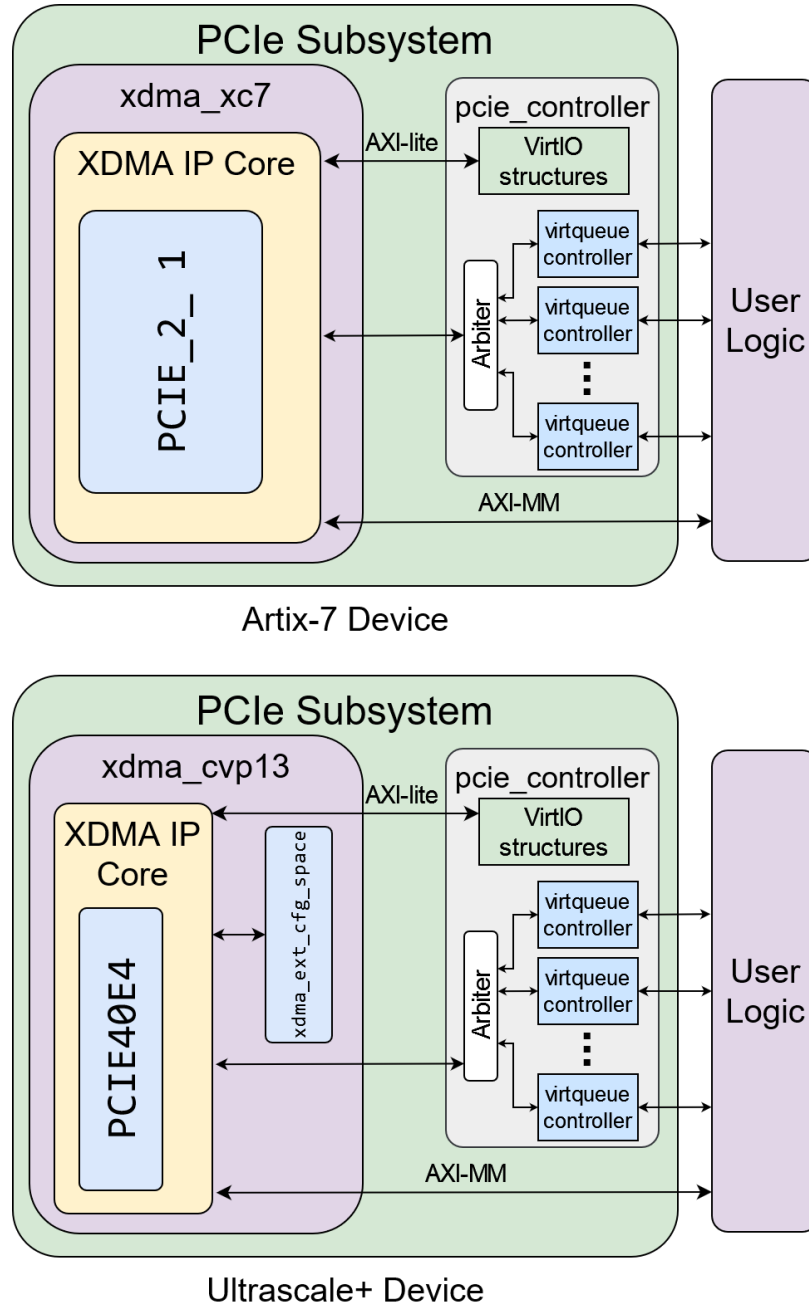 PCIe Subsystem
xdma_xc7
pcie_controller
XDMA IP Core
AXI-lite
VirtIO
structures
PCIE_2_ 1
virtqueue
controller
Arbiter
virtqueue
controller
virtqueue
controller
User
Logic
AXI-MM
Artix-7 Device
PCIe Subsystem
xdma_cvp13
pcie_controller
XDMA IP
Core
AXI-lite
VirtIO
structures
xdma_ext_cfg_space
PCIE40E4
virtqueue
controller
Arbiter
virtqueue
controller
virtqueue
controller
User
Logic
AXI-MM
Ultrascale+ Device